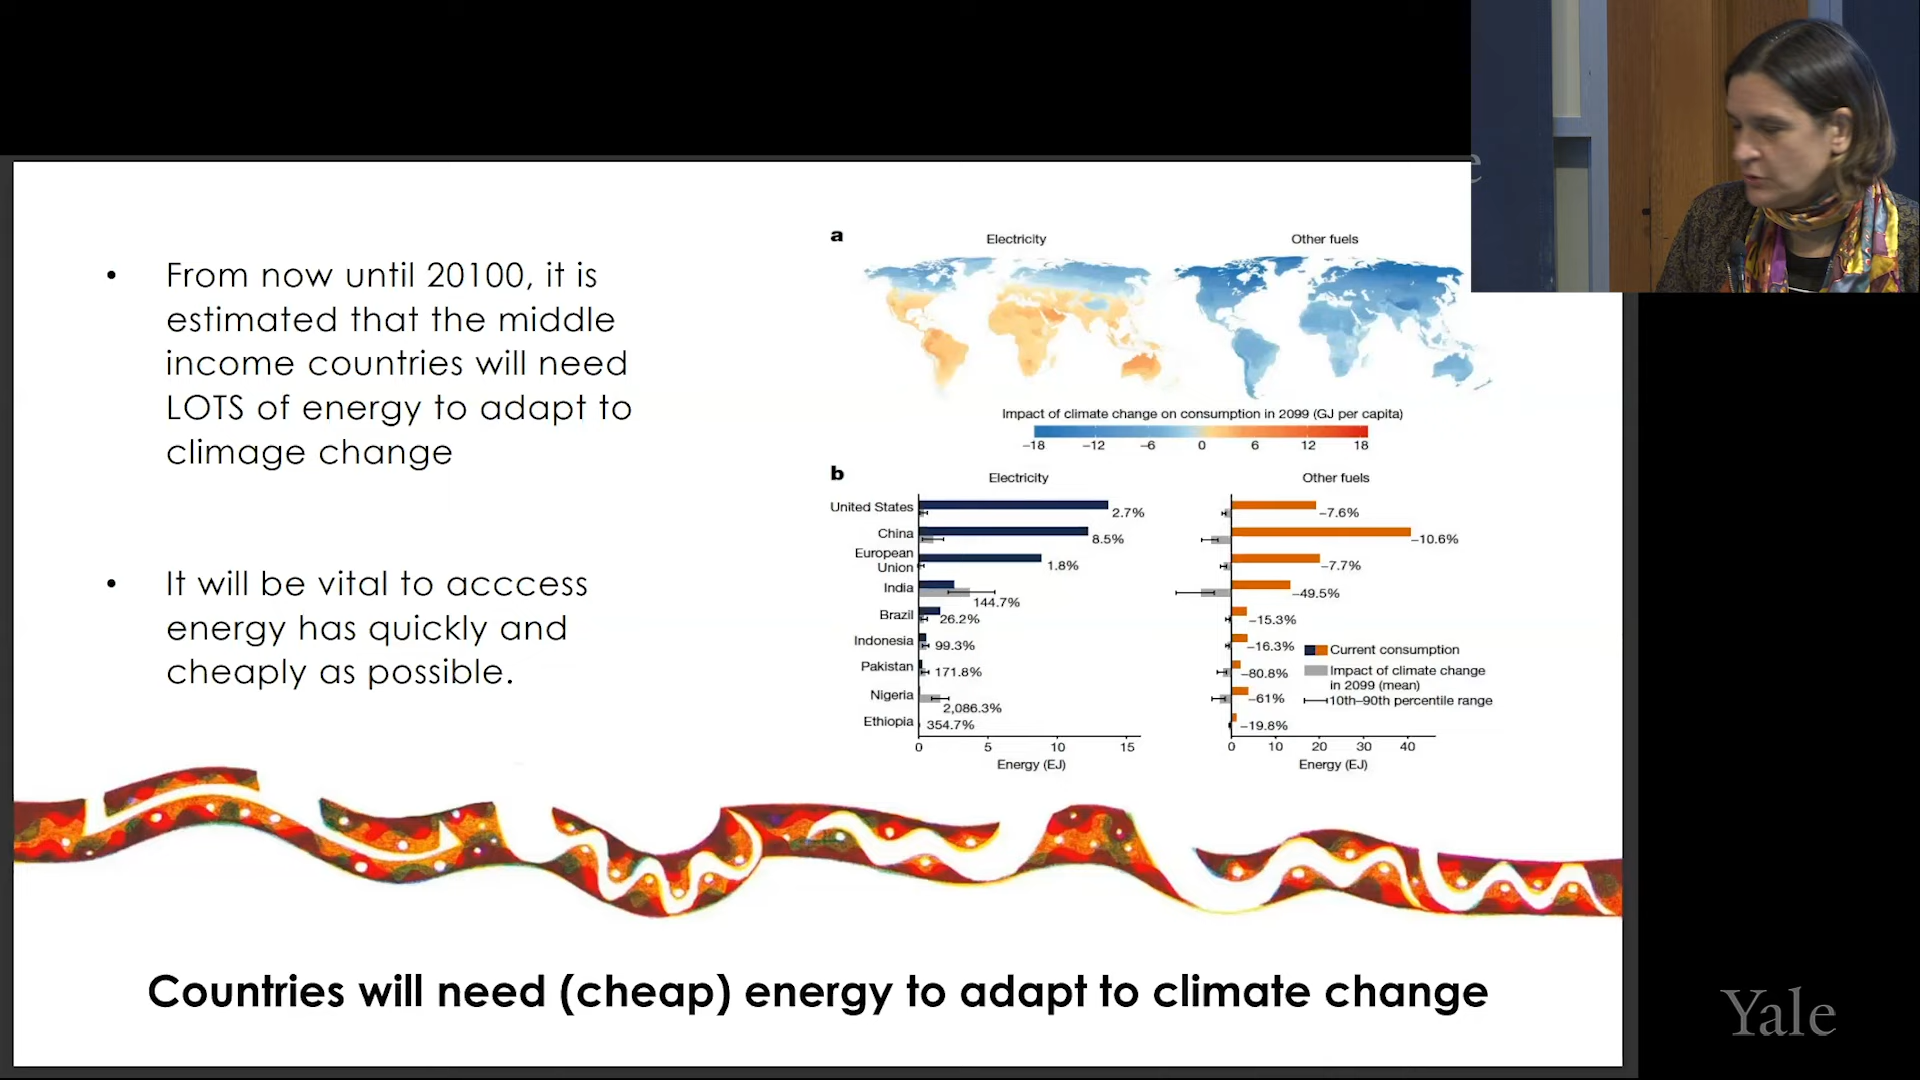 • From now until 20100, it is
estimated that the middle
income countries will need
LOTS of energy to adapt to
climage change
• It will be vital to acccess
energy has quickly and
cheaply as possible.
a
Electricity
Other fuels
Impact of climate change on consumption in 2099 (GJ per capita)
−18 −12 −6 0 6 12 18
b
Electricity
United States 2.7%
China 8.5%
European
Union 1.8%
India 144.7%
Brazil 26.2%
Indonesia 99.3%
Pakistan 171.8%
Nigeria 2,086.3%
Ethiopia 354.7%
0 5 10 15
Energy (EJ)
Other fuels
−7.6%
−10.6%
−7.7%
−49.5%
−15.3%
−16.3%
−80.8%
−61%
−19.8%
0 10 20 30 40
Energy (EJ)
Current consumption
Impact of climate change
in 2099 (mean)
10th–90th percentile range
Countries will need (cheap) energy to adapt to climate change
Yale